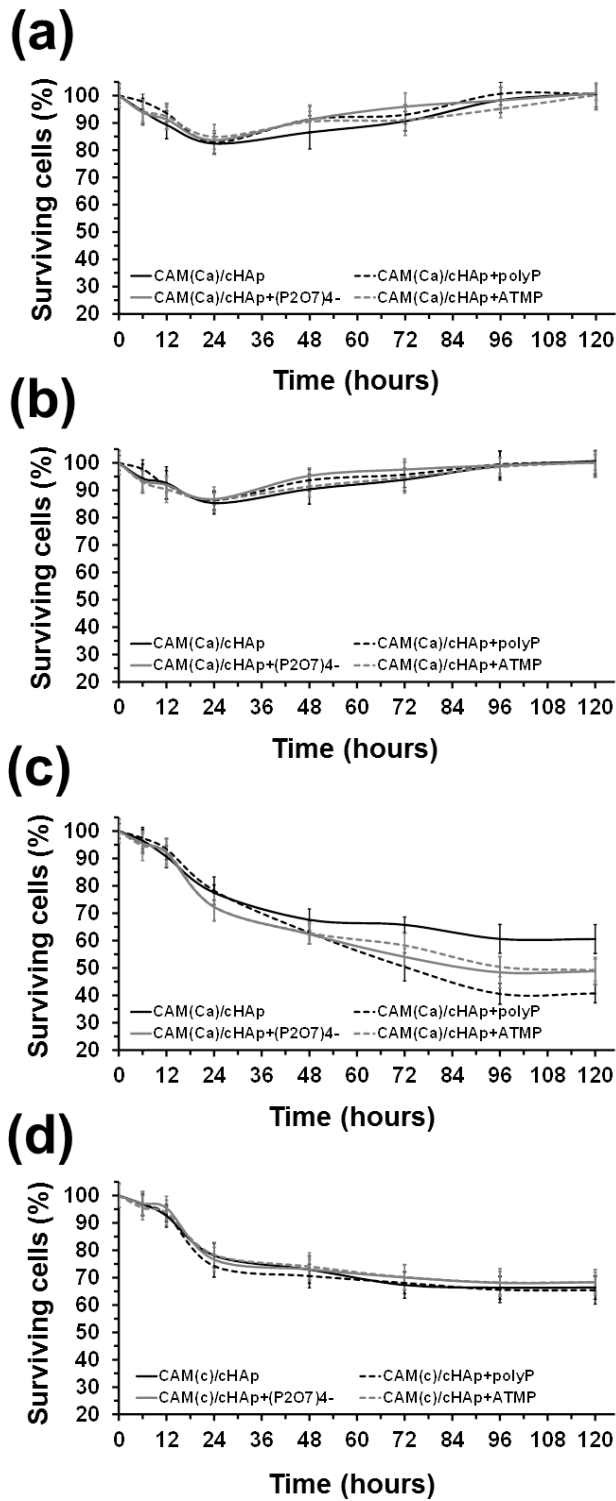 (a)
Surviving cells (%)
100
90
80
70
60
50
40
30
20
CAM(Ca)/cHAp
CAM(Ca)/cHAp+polyP
CAM(Ca)/cHAp+(P2O7)4-
CAM(Ca)/cHAp+ATMP
0 12 24 36 48 60 72 84 96 108 120
Time (hours)
(b)
Surviving cells (%)
100
90
80
70
60
50
40
30
20
CAM(Ca)/cHAp
CAM(Ca)/cHAp+polyP
CAM(Ca)/cHAp+(P2O7)4-
CAM(Ca)/cHAp+ATMP
0 12 24 36 48 60 72 84 96 108 120
Time (hours)
(c)
Surviving cells (%)
100
90
80
70
60
50
40
30
20
CAM(Ca)/cHAp
CAM(Ca)/cHAp+polyP
CAM(Ca)/cHAp+(P2O7)4-
CAM(Ca)/cHAp+ATMP
0 12 24 36 48 60 72 84 96 108 120
Time (hours)
(d)
Surviving cells (%)
100
90
80
70
60
50
40
30
20
CAM(c)/cHAp
CAM(c)/cHAp+polyP
CAM(c)/cHAp+(P2O7)4-
CAM(c)/cHAp+ATMP
0 12 24 36 48 60 72 84 96 108 120
Time (hours)